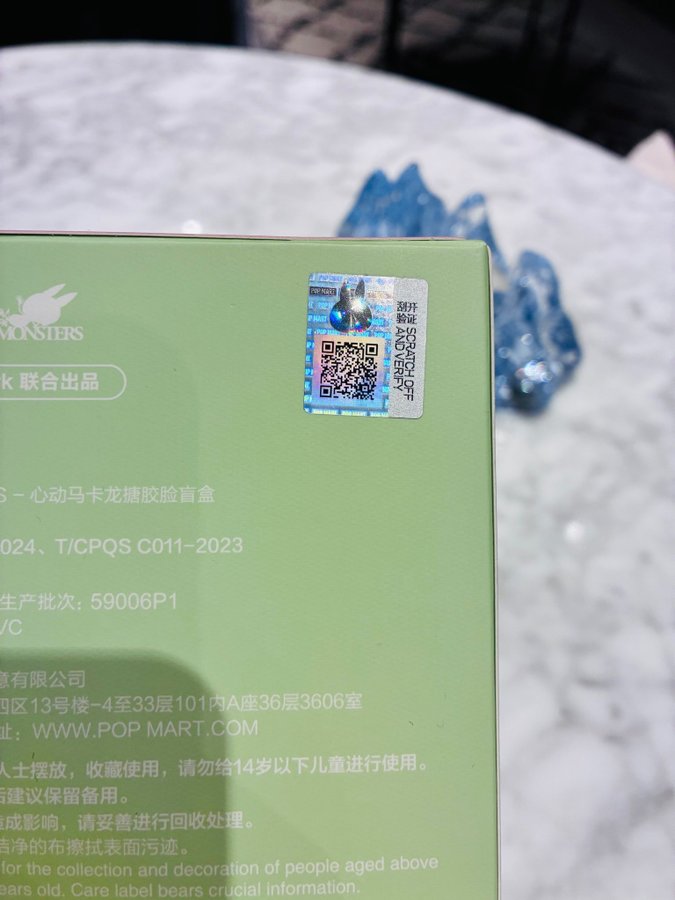 POP MART
刮开验证 SCRATCH OFF AND VERIFY
MONSTERS
rk 联合出品
S - 心动马卡龙搪胶脸盲盒
024、T/CPQS C011-2023
生产批次: 59006P1
VC
意有限公司
四区13号楼-4至33层101内A座36层3606室
址: WWW.POP MART.COM
人士摆放，收藏使用，请勿给14岁以下儿童进行使用。
后建议保留备用。
造成影响，请妥善进行回收处理。
洁净的布擦拭表面污迹。
for the collection and decoration of people aged above
ears old. Care label bears crucial information.